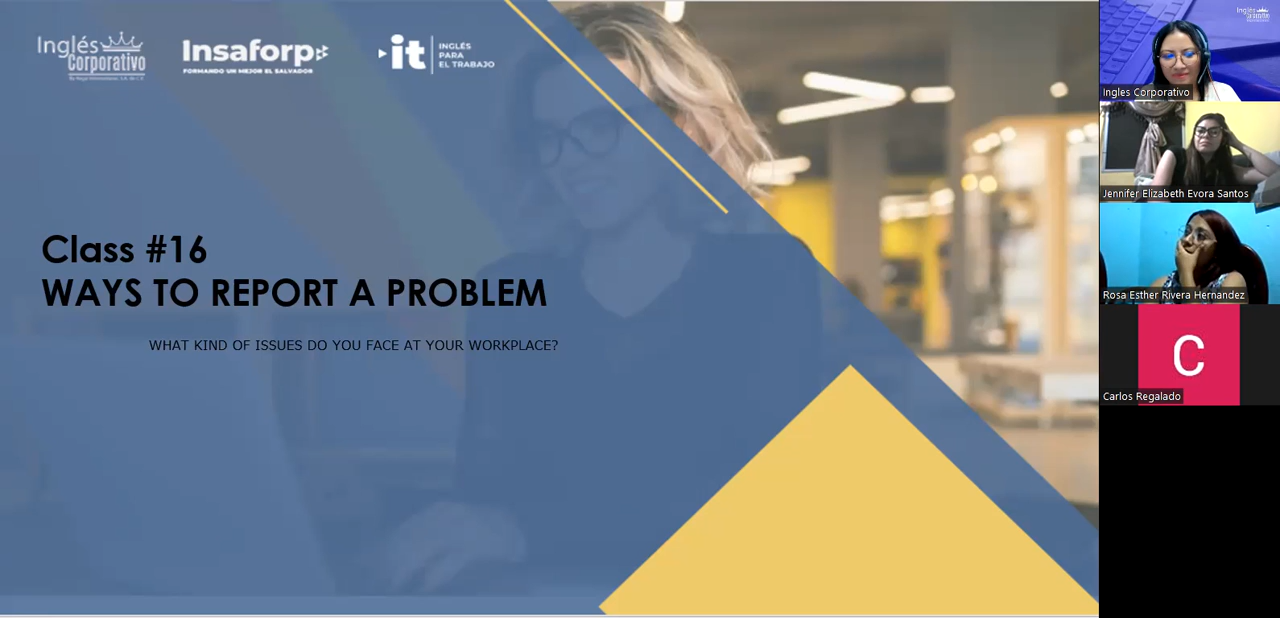 Inglés
Corporativo
Insaforp
FORMANDO UN MEJOR EL SALVADOR
it
INGLÉS
PARA
EL TRABAJO
Class #16
WAYS TO REPORT A PROBLEM
WHAT KIND OF ISSUES DO YOU FACE AT YOUR WORKPLACE?
Ingles Corporativo
Jennifer Elizabeth Evora Santos
Rosa Esther Rivera Hernandez
C
Carlos Regalado